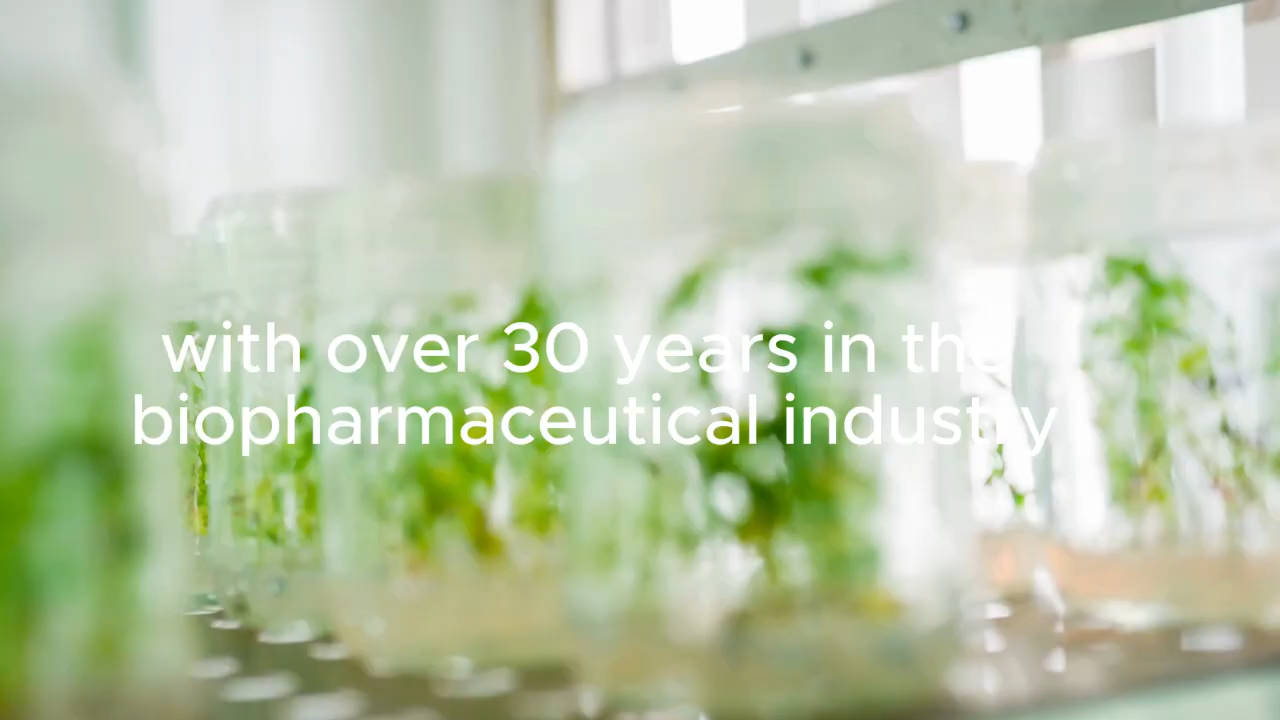 with over 30 years in the
biopharmaceutical industry